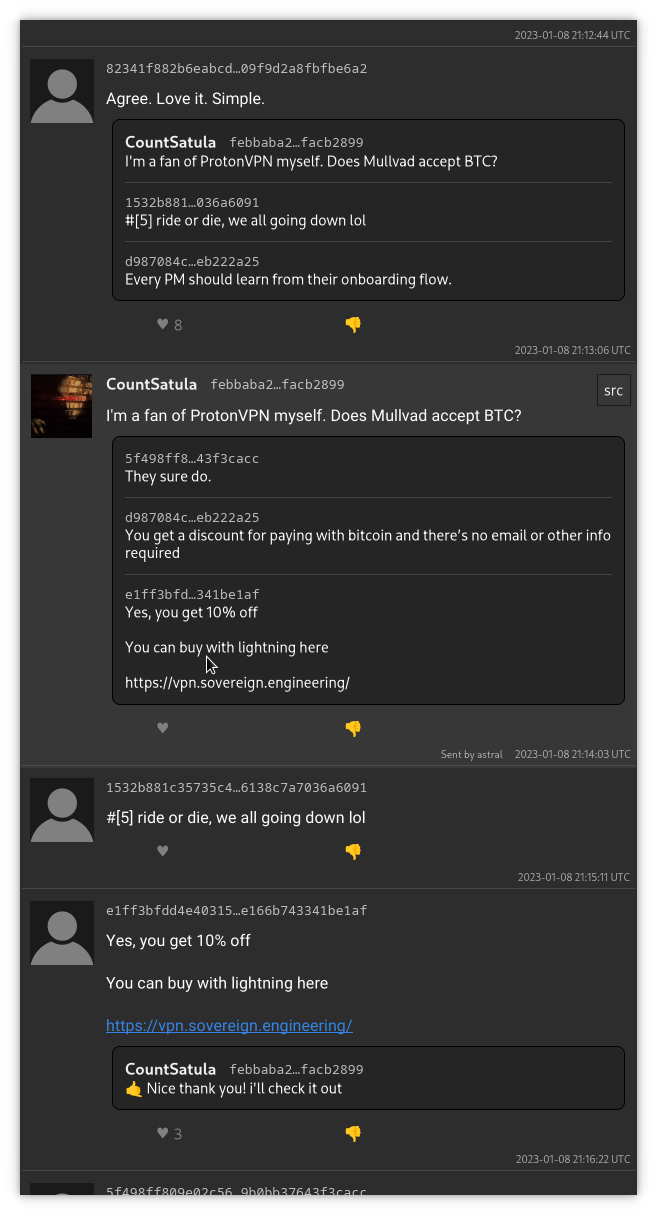 2023-01-08 21:12:44 UTC
82341f882b6eabcd…09f9d2a8fbfbe6a2
Agree. Love it. Simple.
CountSatula febbaba2…facb2899
I'm a fan of ProtonVPN myself. Does Mullvad accept BTC?
1532b881…036a6091
#[5] ride or die, we all going down lol
d987084c…eb222a25
Every PM should learn from their onboarding flow.
♥ 8 👎
2023-01-08 21:13:06 UTC
CountSatula febbaba2…facb2899
src
I'm a fan of ProtonVPN myself. Does Mullvad accept BTC?
5f498ff8…43f3cacc
They sure do.
d987084c…eb222a25
You get a discount for paying with bitcoin and there’s no email or other info
required
e1ff3bfd…341be1af
Yes, you get 10% off
You can buy with lightning here
https://vpn.sovereign.engineering/
♥ 👎
Sent by astral 2023-01-08 21:14:03 UTC
1532b881c35735c4…6138c7a7036a6091
#[5] ride or die, we all going down lol
♥ 👎
2023-01-08 21:15:11 UTC
e1ff3bfdd4e40315…e166b743341be1af
Yes, you get 10% off
You can buy with lightning here
https://vpn.sovereign.engineering/
CountSatula febbaba2…facb2899
🤙 Nice thank you! i'll check it out
♥ 3 👎
2023-01-08 21:16:22 UTC
5f498ff809e02c56…9b0bb37643f3cacc